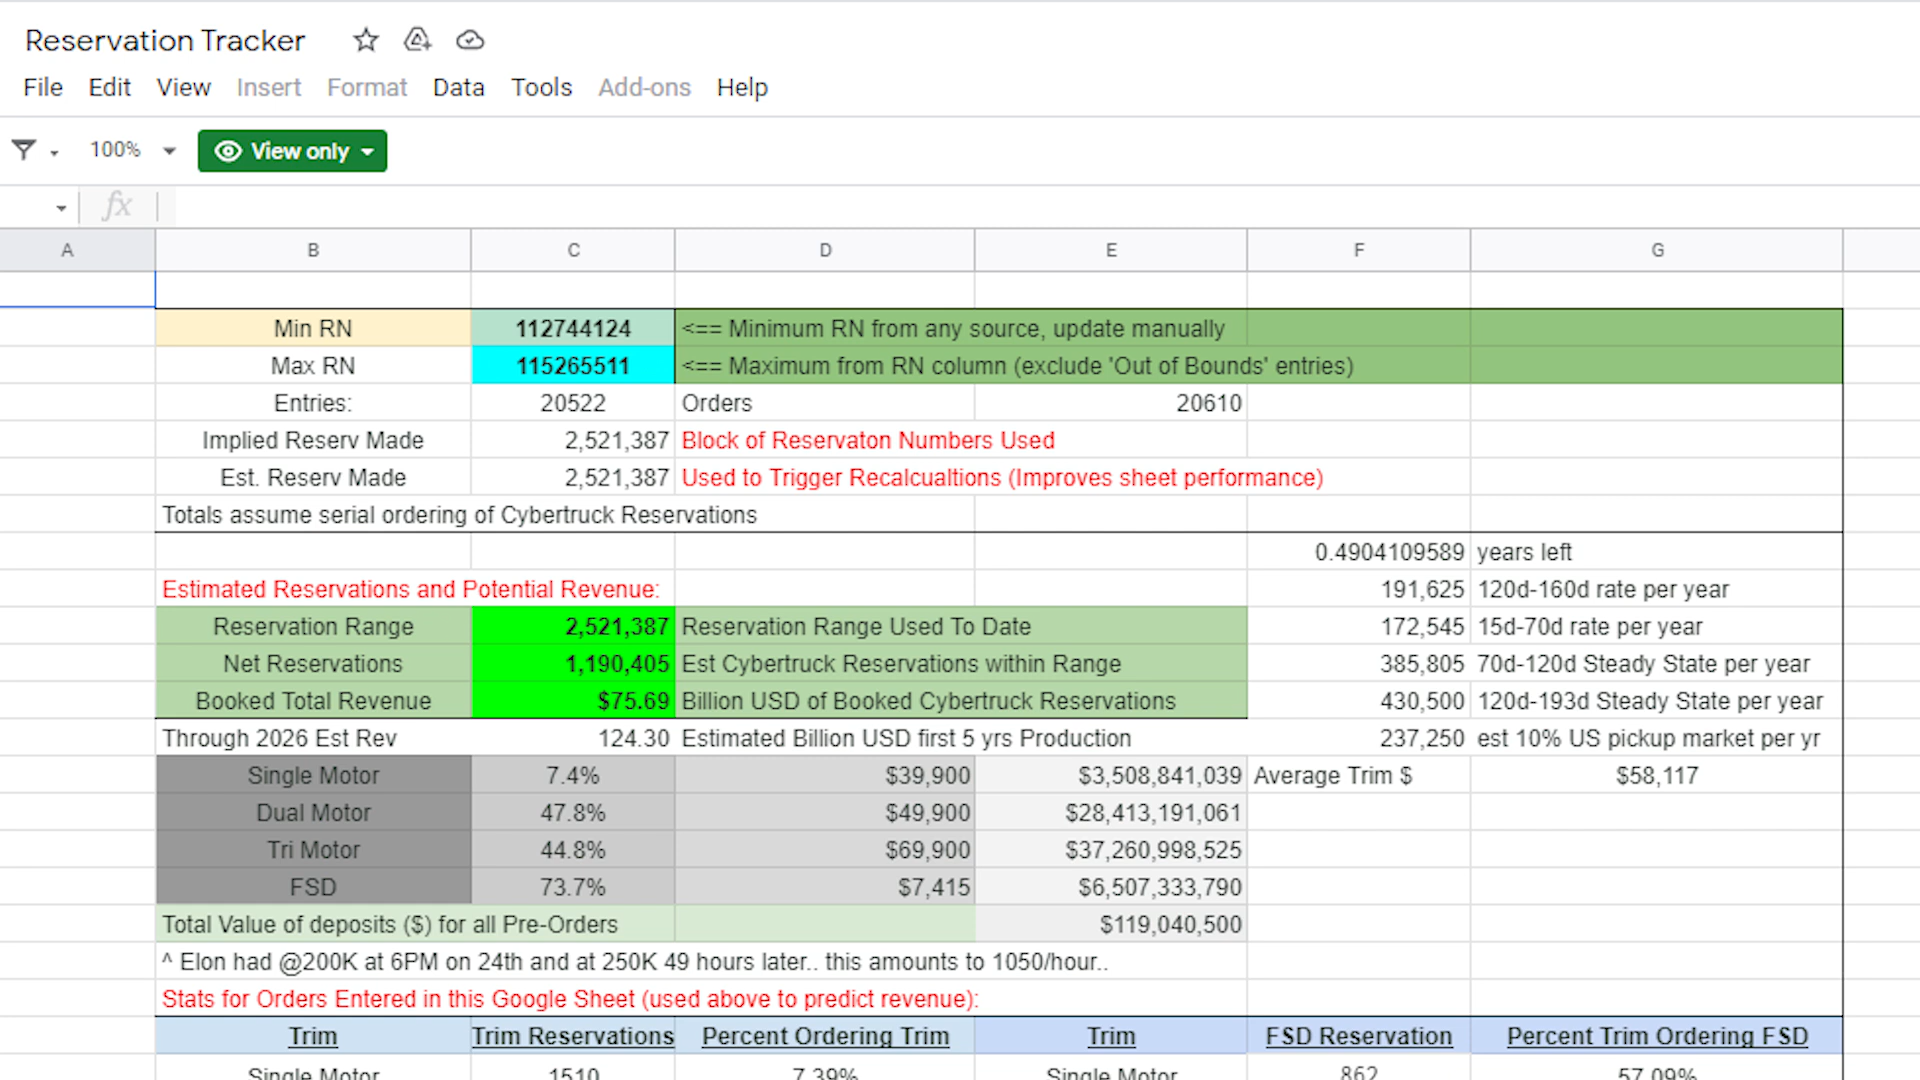 Reservation Tracker
File Edit View Insert Format Data Tools Add-ons Help
100% View only
fx
A B C D E F G
Min RN 112744124 <== Minimum RN from any source, update manually
Max RN 115265511 <== Maximum from RN column (exclude 'Out of Bounds' entries)
Entries: 20522 Orders 20610
Implied Reserv Made 2,521,387 Block of Reservaton Numbers Used
Est. Reserv Made 2,521,387 Used to Trigger Recalcualtions (Improves sheet performance)
Totals assume serial ordering of Cybertruck Reservations
0.4904109589 years left
Estimated Reservations and Potential Revenue: 191,625 120d-160d rate per year
Reservation Range 2,521,387 Reservation Range Used To Date 172,545 15d-70d rate per year
Net Reservations 1,190,405 Est Cybertruck Reservations within Range 385,805 70d-120d Steady State per year
Booked Total Revenue $75.69 Billion USD of Booked Cybertruck Reservations 430,500 120d-193d Steady State per year
Through 2026 Est Rev 124.30 Estimated Billion USD first 5 yrs Production 237,250 est 10% US pickup market per yr
Single Motor 7.4% $39,900 $3,508,841,039 Average Trim $ $58,117
Dual Motor 47.8% $49,900 $28,413,191,061
Tri Motor 44.8% $69,900 $37,260,998,525
FSD 73.7% $7,415 $6,507,333,790
Total Value of deposits ($) for all Pre-Orders $119,040,500
^ Elon had @200K at 6PM on 24th and at 250K 49 hours later.. this amounts to 1050/hour..
Stats for Orders Entered in this Google Sheet (used above to predict revenue):
Trim Trim Reservations Percent Ordering Trim Trim FSD Reservation Percent Trim Ordering FSD
Single Motor 1510 7.39% Single Motor 862 57.09%